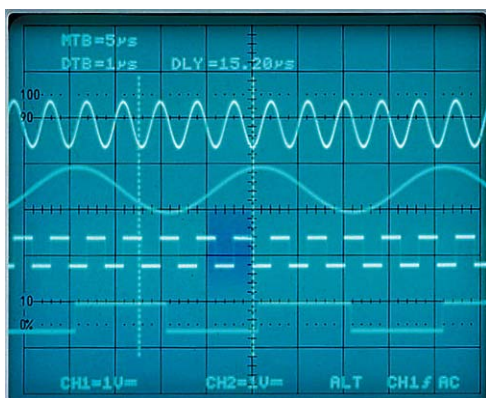 MTB=5µs
DTB=1µs DLY=15.20µs
100
90
10
0%
CH1=1V⎓ CH2=1V⎓ ALT CH1⨍ AC